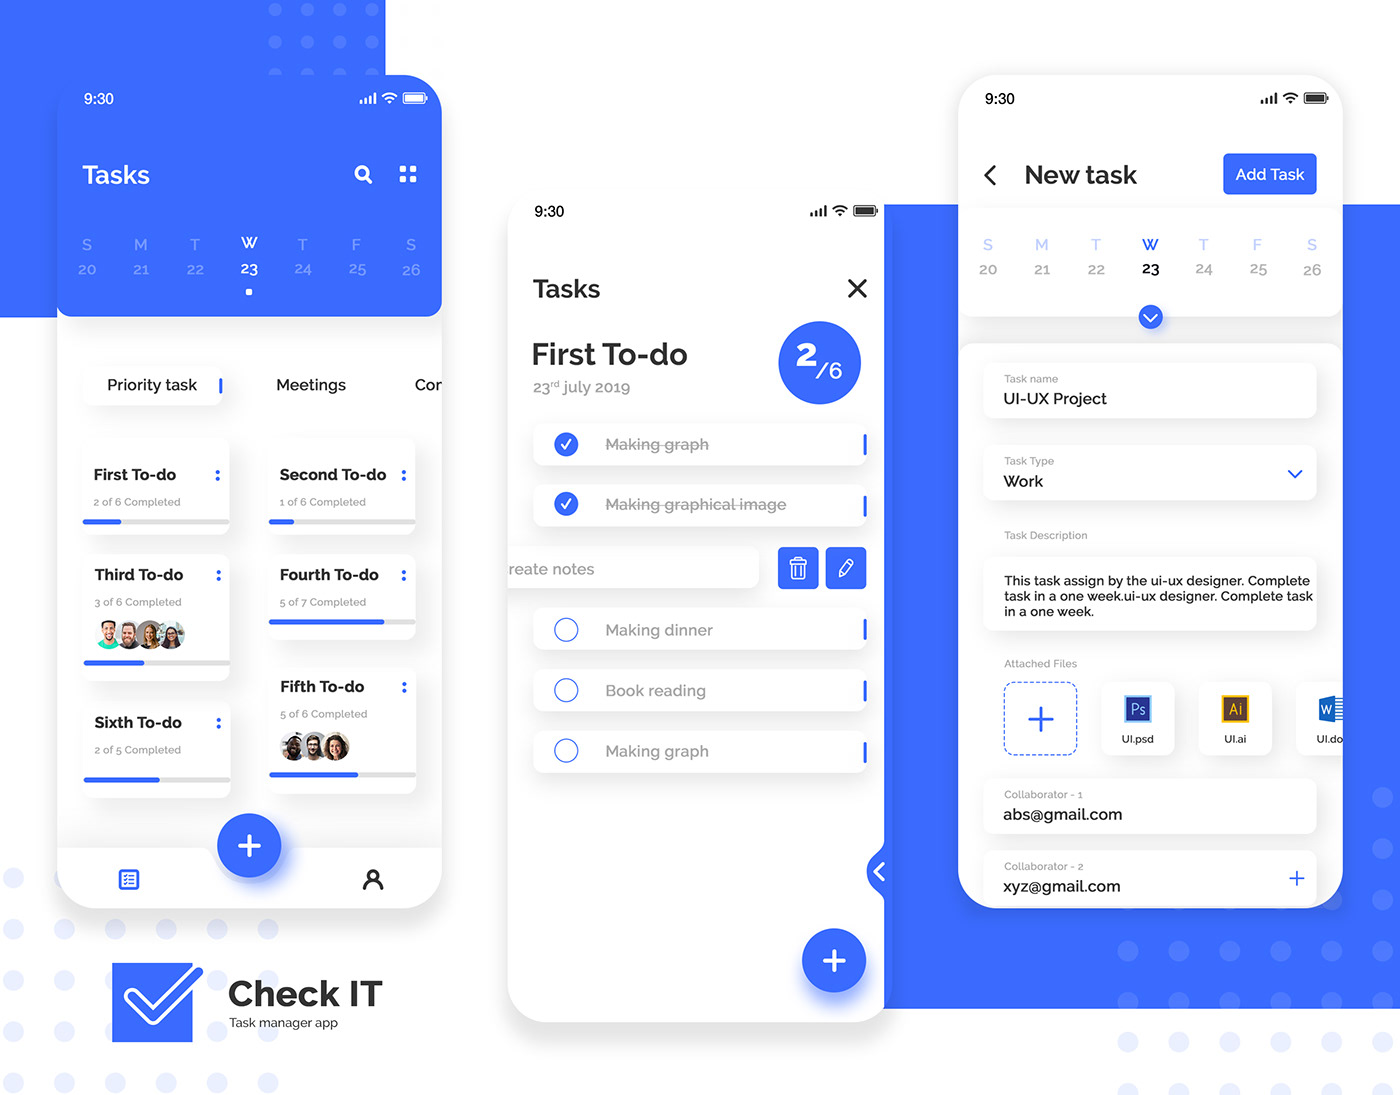 9:30
Tasks
S M T W T F S
20 21 22 23 24 25 26
Priority task Meetings Con
First To-do
2 of 6 Completed
Second To-do
1 of 6 Completed
Third To-do
3 of 6 Completed
Fourth To-do
5 of 7 Completed
Sixth To-do
2 of 5 Completed
Fifth To-do
5 of 6 Completed
Check IT
Task manager app
9:30
Tasks
First To-do
23rd july 2019
2/6
Making graph
Making graphical image
reate notes
Making dinner
Book reading
Making graph
9:30
New task
Add Task
S M T W T F S
20 21 22 23 24 25 26
Task name
UI-UX Project
Task Type
Work
Task Description
This task assign by the ui-ux designer. Complete
task in a one week.ui-ux designer. Complete task
in a one week.
Attached Files
Ps Ai W
UI.psd UI.ai UI.do
Collaborator - 1
abs@gmail.com
Collaborator - 2
xyz@gmail.com